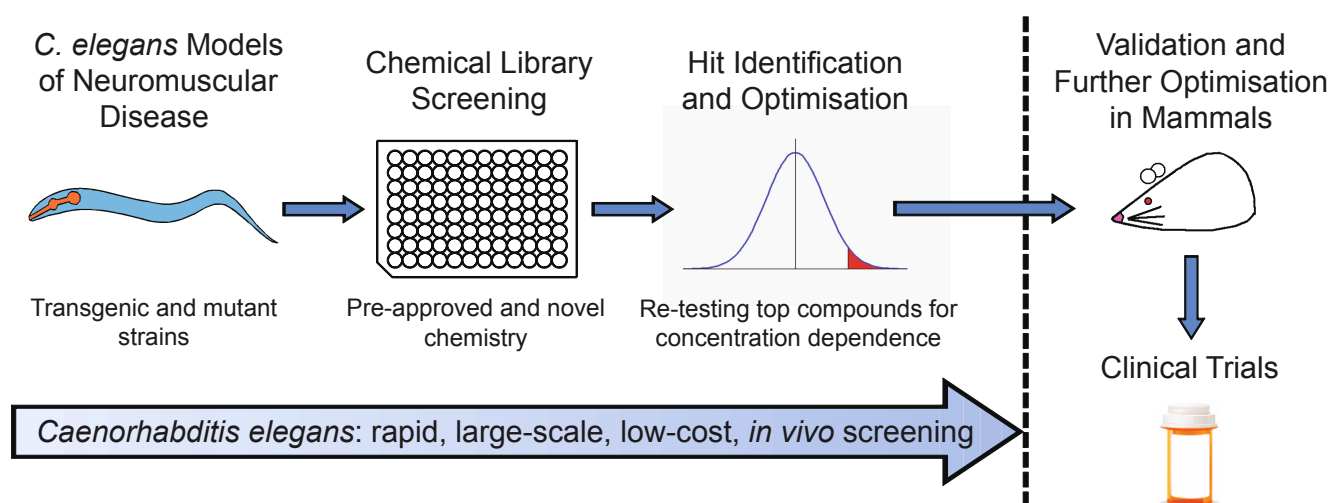 C. elegans Models
of Neuromuscular
Disease
Transgenic and mutant
strains
Chemical Library
Screening
Pre-approved and novel
chemistry
Hit Identification
and Optimisation
Re-testing top compounds for
concentration dependence
Caenorhabditis elegans: rapid, large-scale, low-cost, in vivo screening
Validation and
Further Optimisation
in Mammals
Clinical Trials